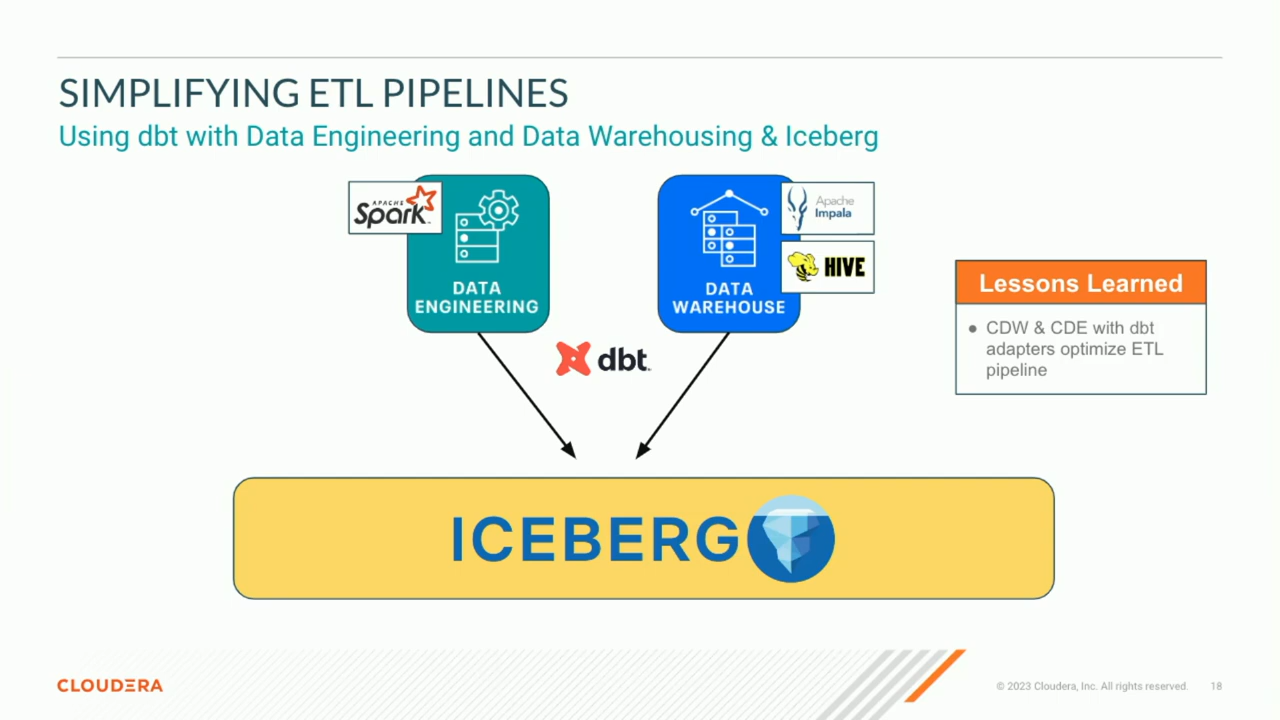 SIMPLIFYING ETL PIPELINES
Using dbt with Data Engineering and Data Warehousing & Iceberg
APACHE
Spark™
DATA
ENGINEERING
DATA
WAREHOUSE
Apache
Impala
HIVE
dbt
Lessons Learned
● CDW & CDE with dbt
adapters optimize ETL
pipeline
ICEBERG
CLOUDERA
© 2023 Cloudera, Inc. All rights reserved.
18